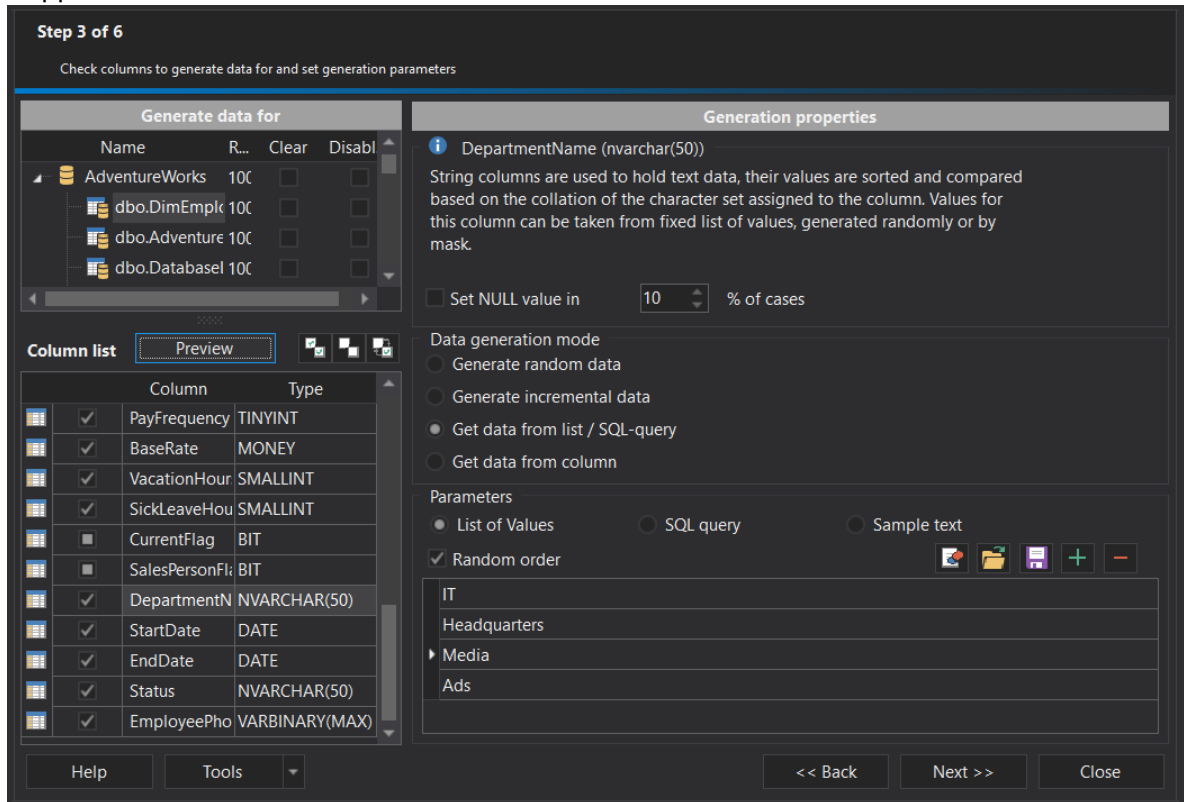 Step 3 of 6
Check columns to generate data for and set generation parameters
Generate data for
Name R... Clear Disabl
AdventureWorks 100
dbo.DimEmpl 100
dbo.Adventure 100
dbo.Databasel 100
Column list Preview
Column Type
PayFrequency TINYINT
BaseRate MONEY
VacationHour SMALLINT
SickLeaveHou SMALLINT
CurrentFlag BIT
SalesPersonFla BIT
DepartmentN NVARCHAR(50)
StartDate DATE
EndDate DATE
Status NVARCHAR(50)
EmployeePho VARBINARY(MAX)
Generation properties
DepartmentName (nvarchar(50))
String columns are used to hold text data, their values are sorted and compared
based on the collation of the character set assigned to the column. Values for
this column can be taken from fixed list of values, generated randomly or by
mask.
Set NULL value in 10 % of cases
Data generation mode
Generate random data
Generate incremental data
Get data from list / SQL-query
Get data from column
Parameters
List of Values SQL query Sample text
Random order
IT
Headquarters
Media
Ads
Help Tools << Back Next >> Close